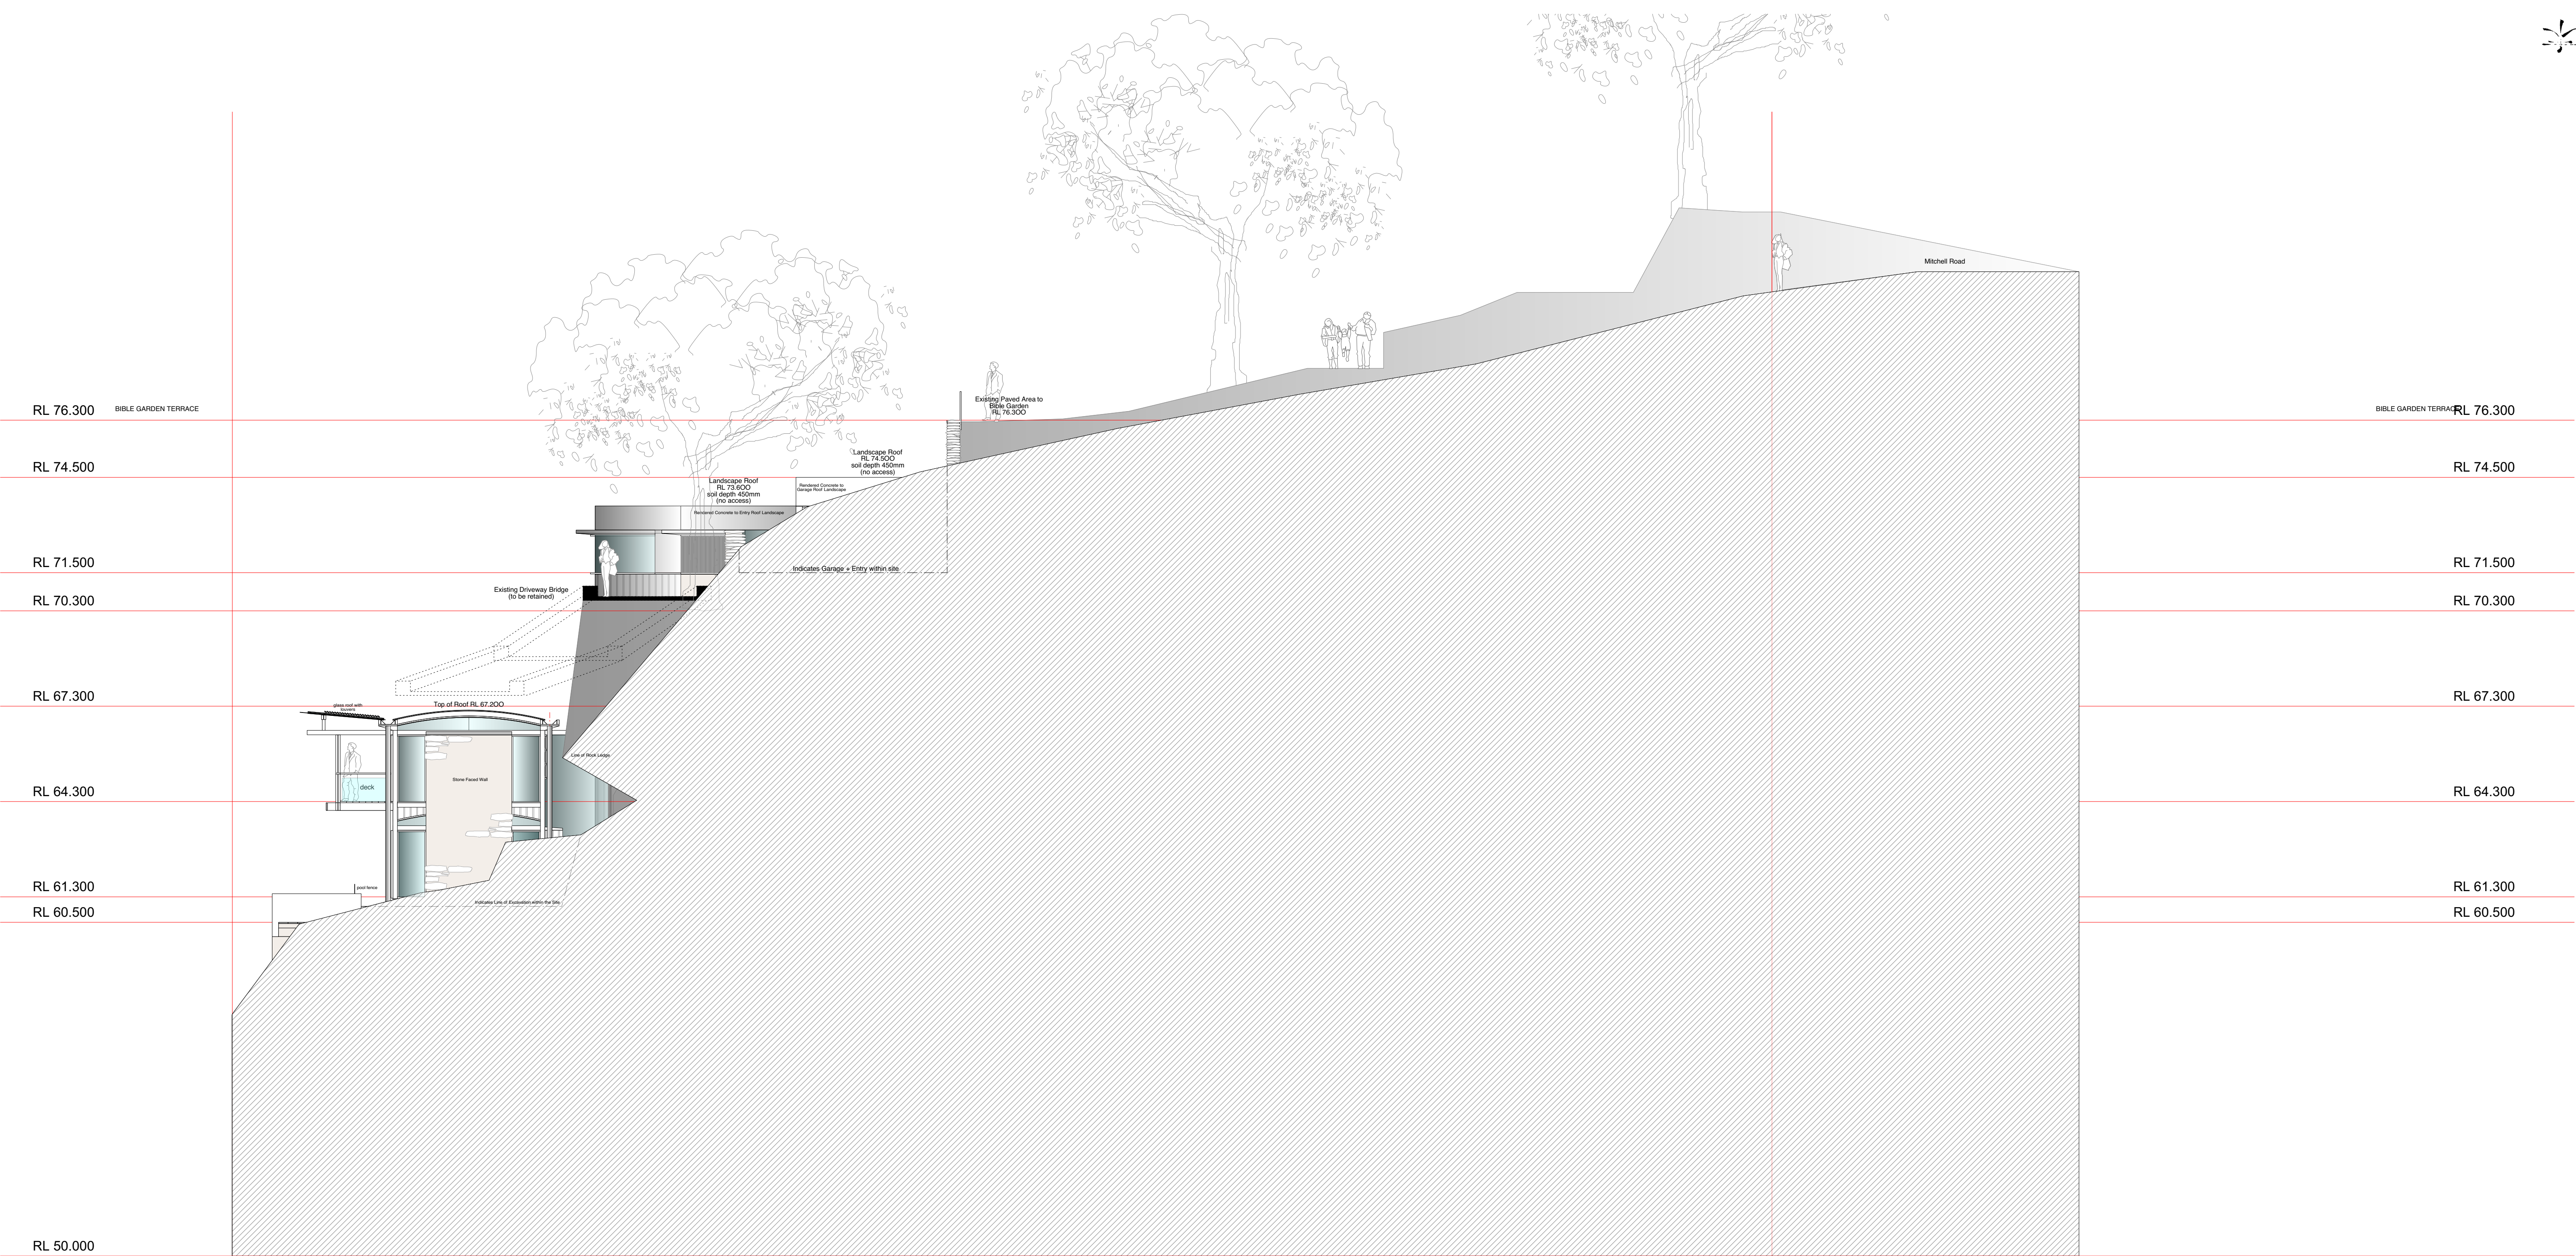 Mitchell Road
Existing Paved Area to
Bible Garden
RL 76.3OO
RL 76.300
BIBLE GARDEN TERRACE
BIBLE GARDEN TERRACE
RL 76.300
Landscape Roof
RL 74.5OO
soil depth 450mm
(no access)
RL 74.500
RL 74.500
Landscape Roof
RL 73.6OO
soil depth 450mm
(no access)
Rendered Concrete to
Garage Roof Landscape
Rendered Concrete to Entry Roof Landscape
RL 71.500
Indicates Garage + Entry within site
RL 71.500
Existing Driveway Bridge
(to be retained)
RL 70.300
RL 70.300
RL 67.300
RL 67.300
glass roof with
louvers
Top of Roof RL 67.2OO
Line of Rock Ledge
Stone Faced Wall
deck
RL 64.300
RL 64.300
RL 61.300
pool fence
RL 61.300
Indicates Line of Excavation within the Site
RL 60.500
RL 60.500
RL 50.000